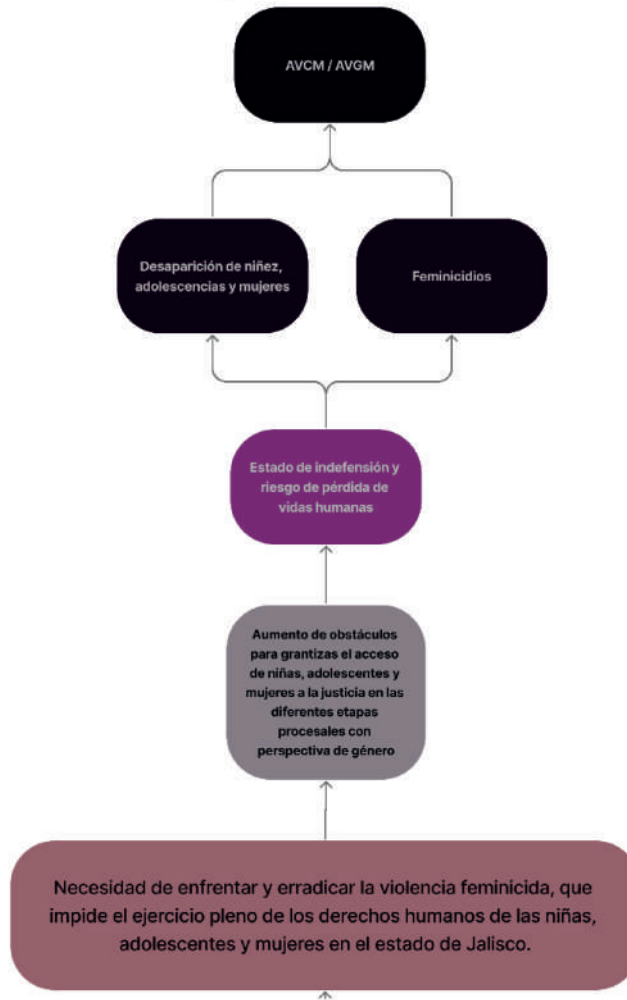 AVCM / AVGM
Desaparición de niñez,
adolescencias y mujeres
Feminicidios
Estado de indefensión y
riesgo de pérdida de
vidas humanas
Aumento de obstáculos
para grantizas el acceso
de niñas, adolescentes y
mujeres a la justicia en las
diferentes etapas
procesales con
perspectiva de género
Necesidad de enfrentar y erradicar la violencia feminicida, que
impide el ejercicio pleno de los derechos humanos de las niñas,
adolescentes y mujeres en el estado de Jalisco.